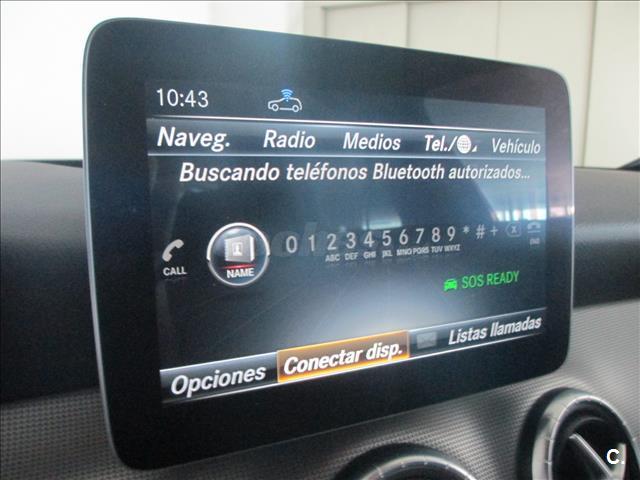 10:43
Naveg. Radio Medios Tel./ Vehículo
Buscando teléfonos Bluetooth autorizados...
CALL NAME 0 1 2 3 4 5 6 7 8 9 * # + X END
ABC DEF GHI JKL MNO PQRS TUV WXYZ
SOS READY
Opciones Conectar disp. Listas llamadas
C.